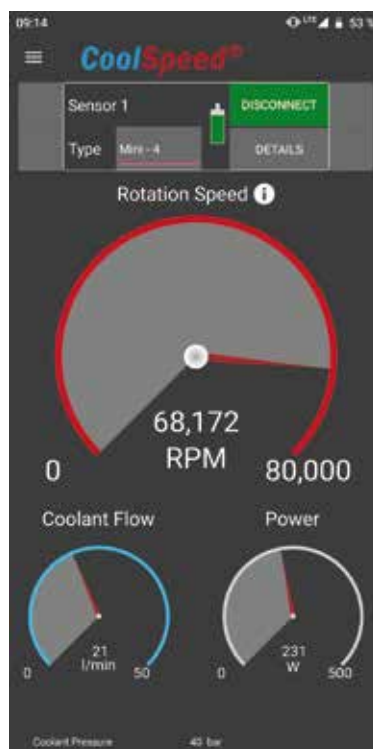 09:14 LTE 53 %
CoolSpeed®
Sensor 1 DISCONNECT
Type Mini - 4 DETAILS
Rotation Speed i
68,172
RPM
0 80,000
Coolant Flow Power
21 231
l/min W
0 50 0 500
Coolant Pressure 40 bar